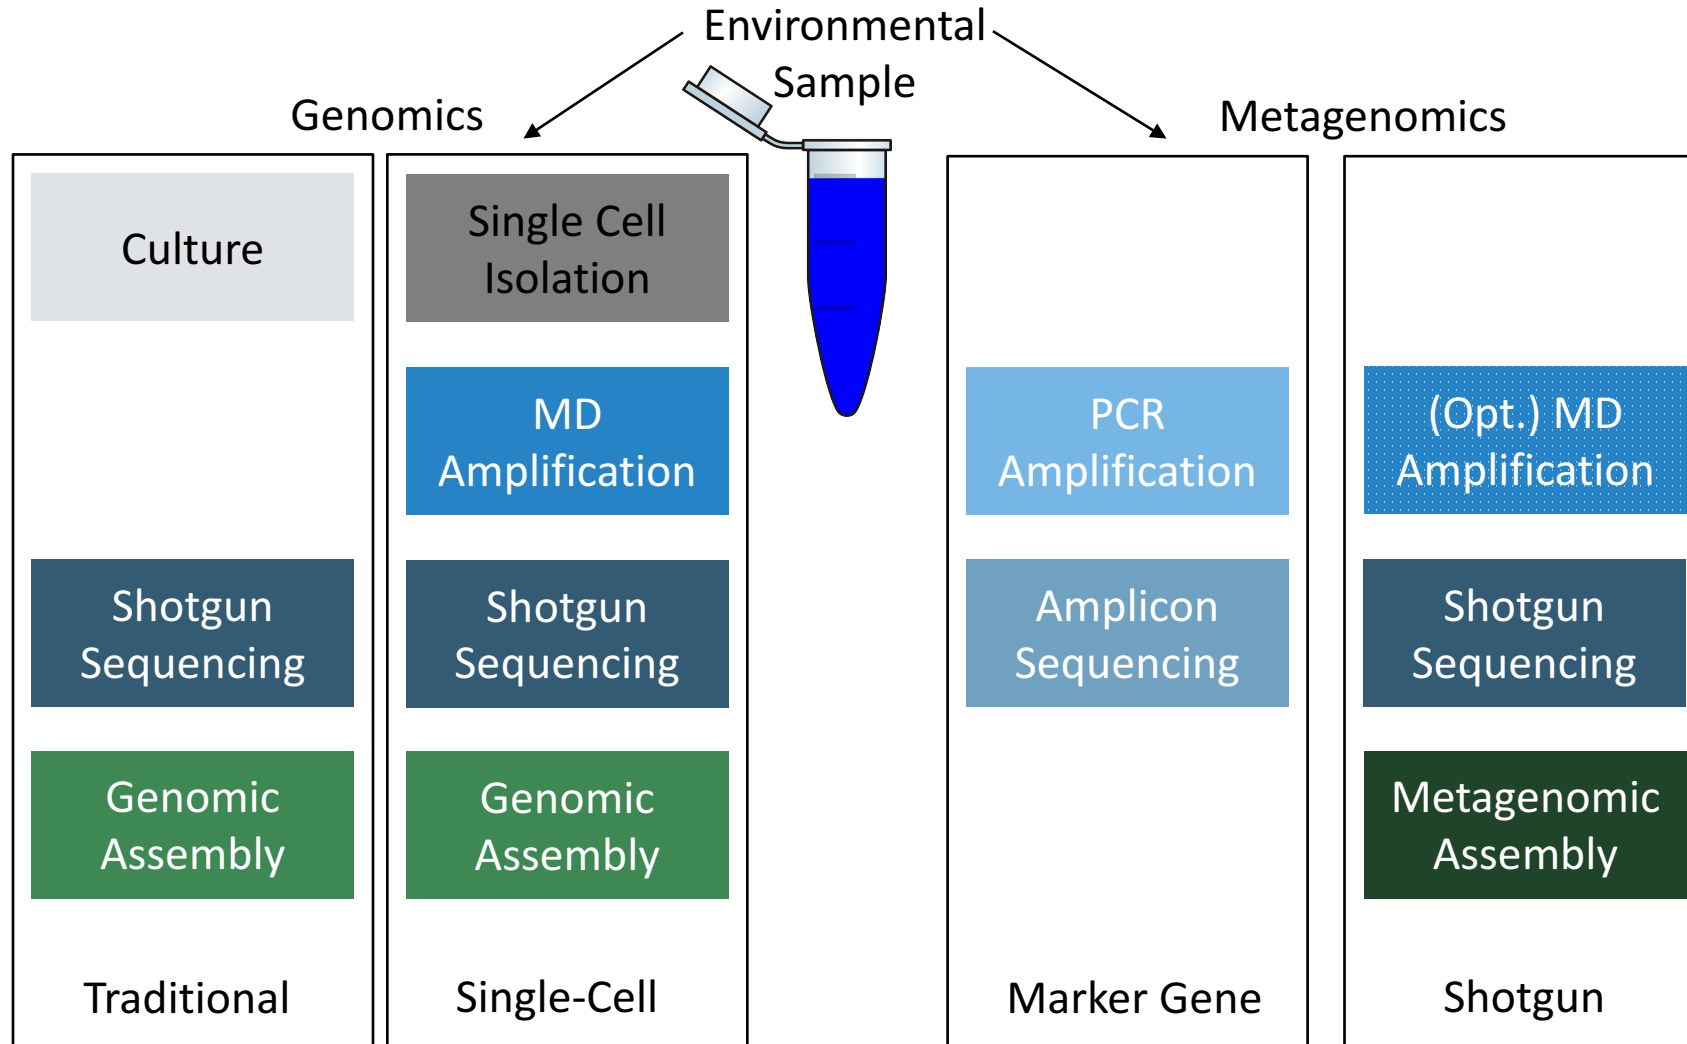 Environmental
Sample
Genomics
Metagenomics
Culture
Shotgun
Sequencing
Genomic
Assembly
Traditional
Single Cell
Isolation
MD
Amplification
Shotgun
Sequencing
Genomic
Assembly
Single-Cell
PCR
Amplification
Amplicon
Sequencing
Marker Gene
(Opt.) MD
Amplification
Shotgun
Sequencing
Metagenomic
Assembly
Shotgun